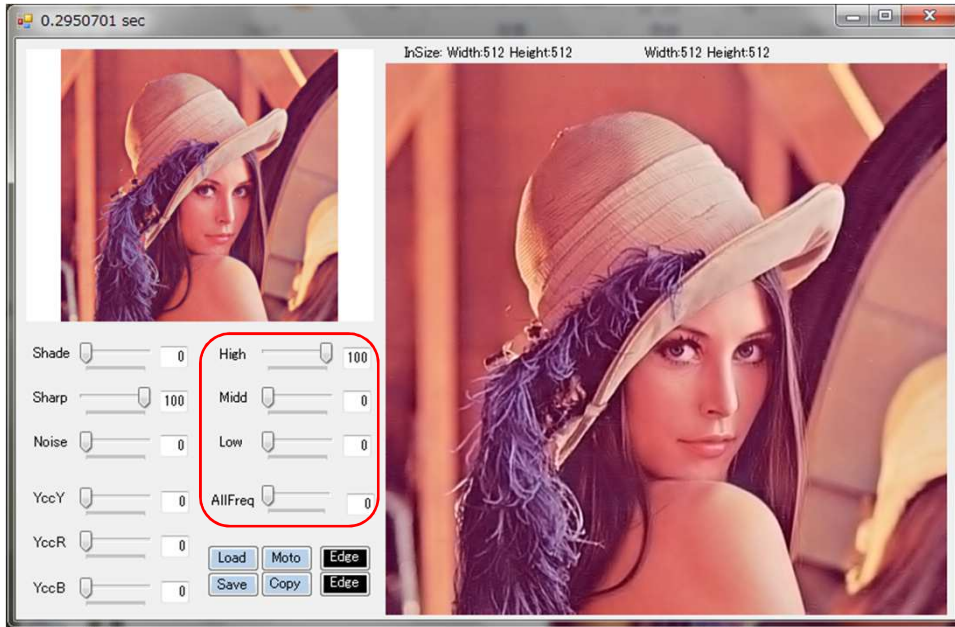 0.2950701 sec
InSize: Width:512 Height:512 Width:512 Height:512
Shade 0 High 100
Sharp 100 Midd 0
Noise 0 Low 0
YccY 0 AllFreq 0
YccR 0
Load Moto Edge
YccB 0 Save Copy Edge